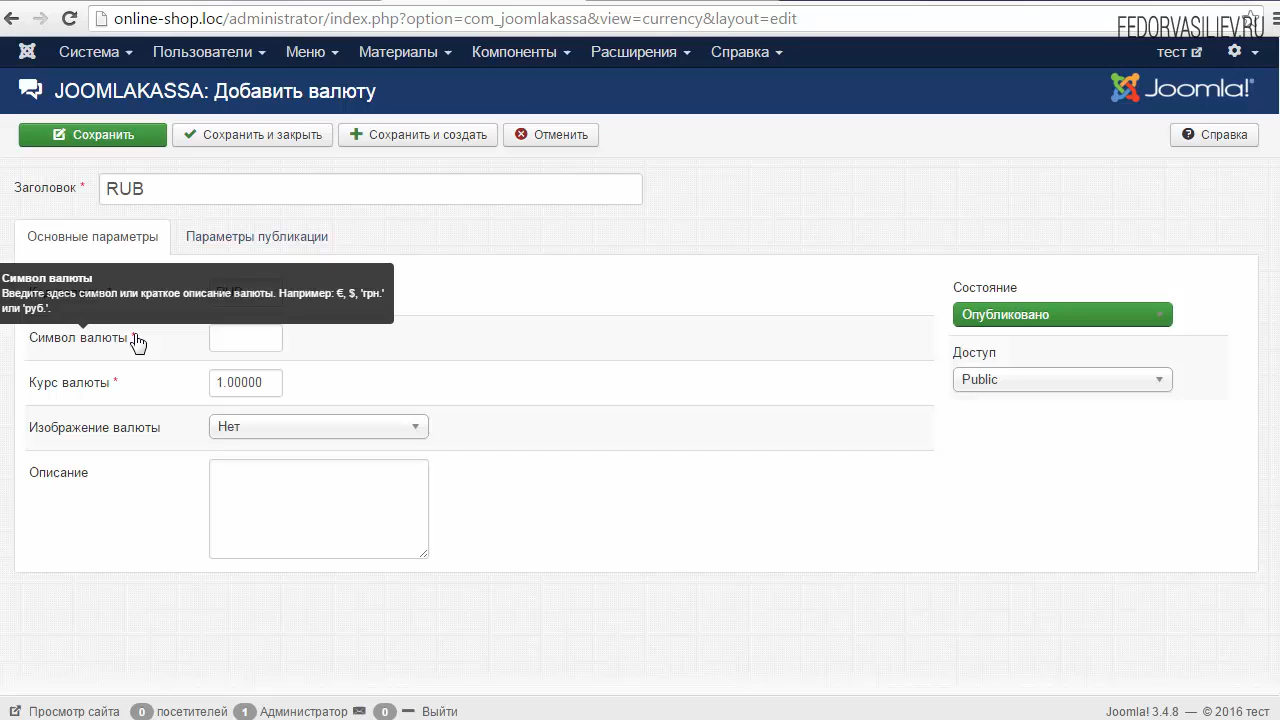 online-shop.loc/administrator/index.php?option=com_joomlakassa&view=currency&layout=edit
FEDORVASILIEV.RU
Система Пользователи Меню Материалы Компоненты Расширения Справка тест
JOOMLAKASSA: Добавить валюту
Joomla!
Сохранить Сохранить и закрыть Сохранить и создать Отменить Справка
Заголовок * RUB
Основные параметры Параметры публикации
Символ валюты
Введите здесь символ или краткое описание валюты. Например: €, $, 'грн.'
или 'руб.'.
Состояние
Опубликовано
Символ валюты
Доступ
Public
Курс валюты * 1.00000
Изображение валюты Нет
Описание
Просмотр сайта 0 посетителей 1 Администратор 0 Выйти
Joomla! 3.4.8 — © 2016 тест